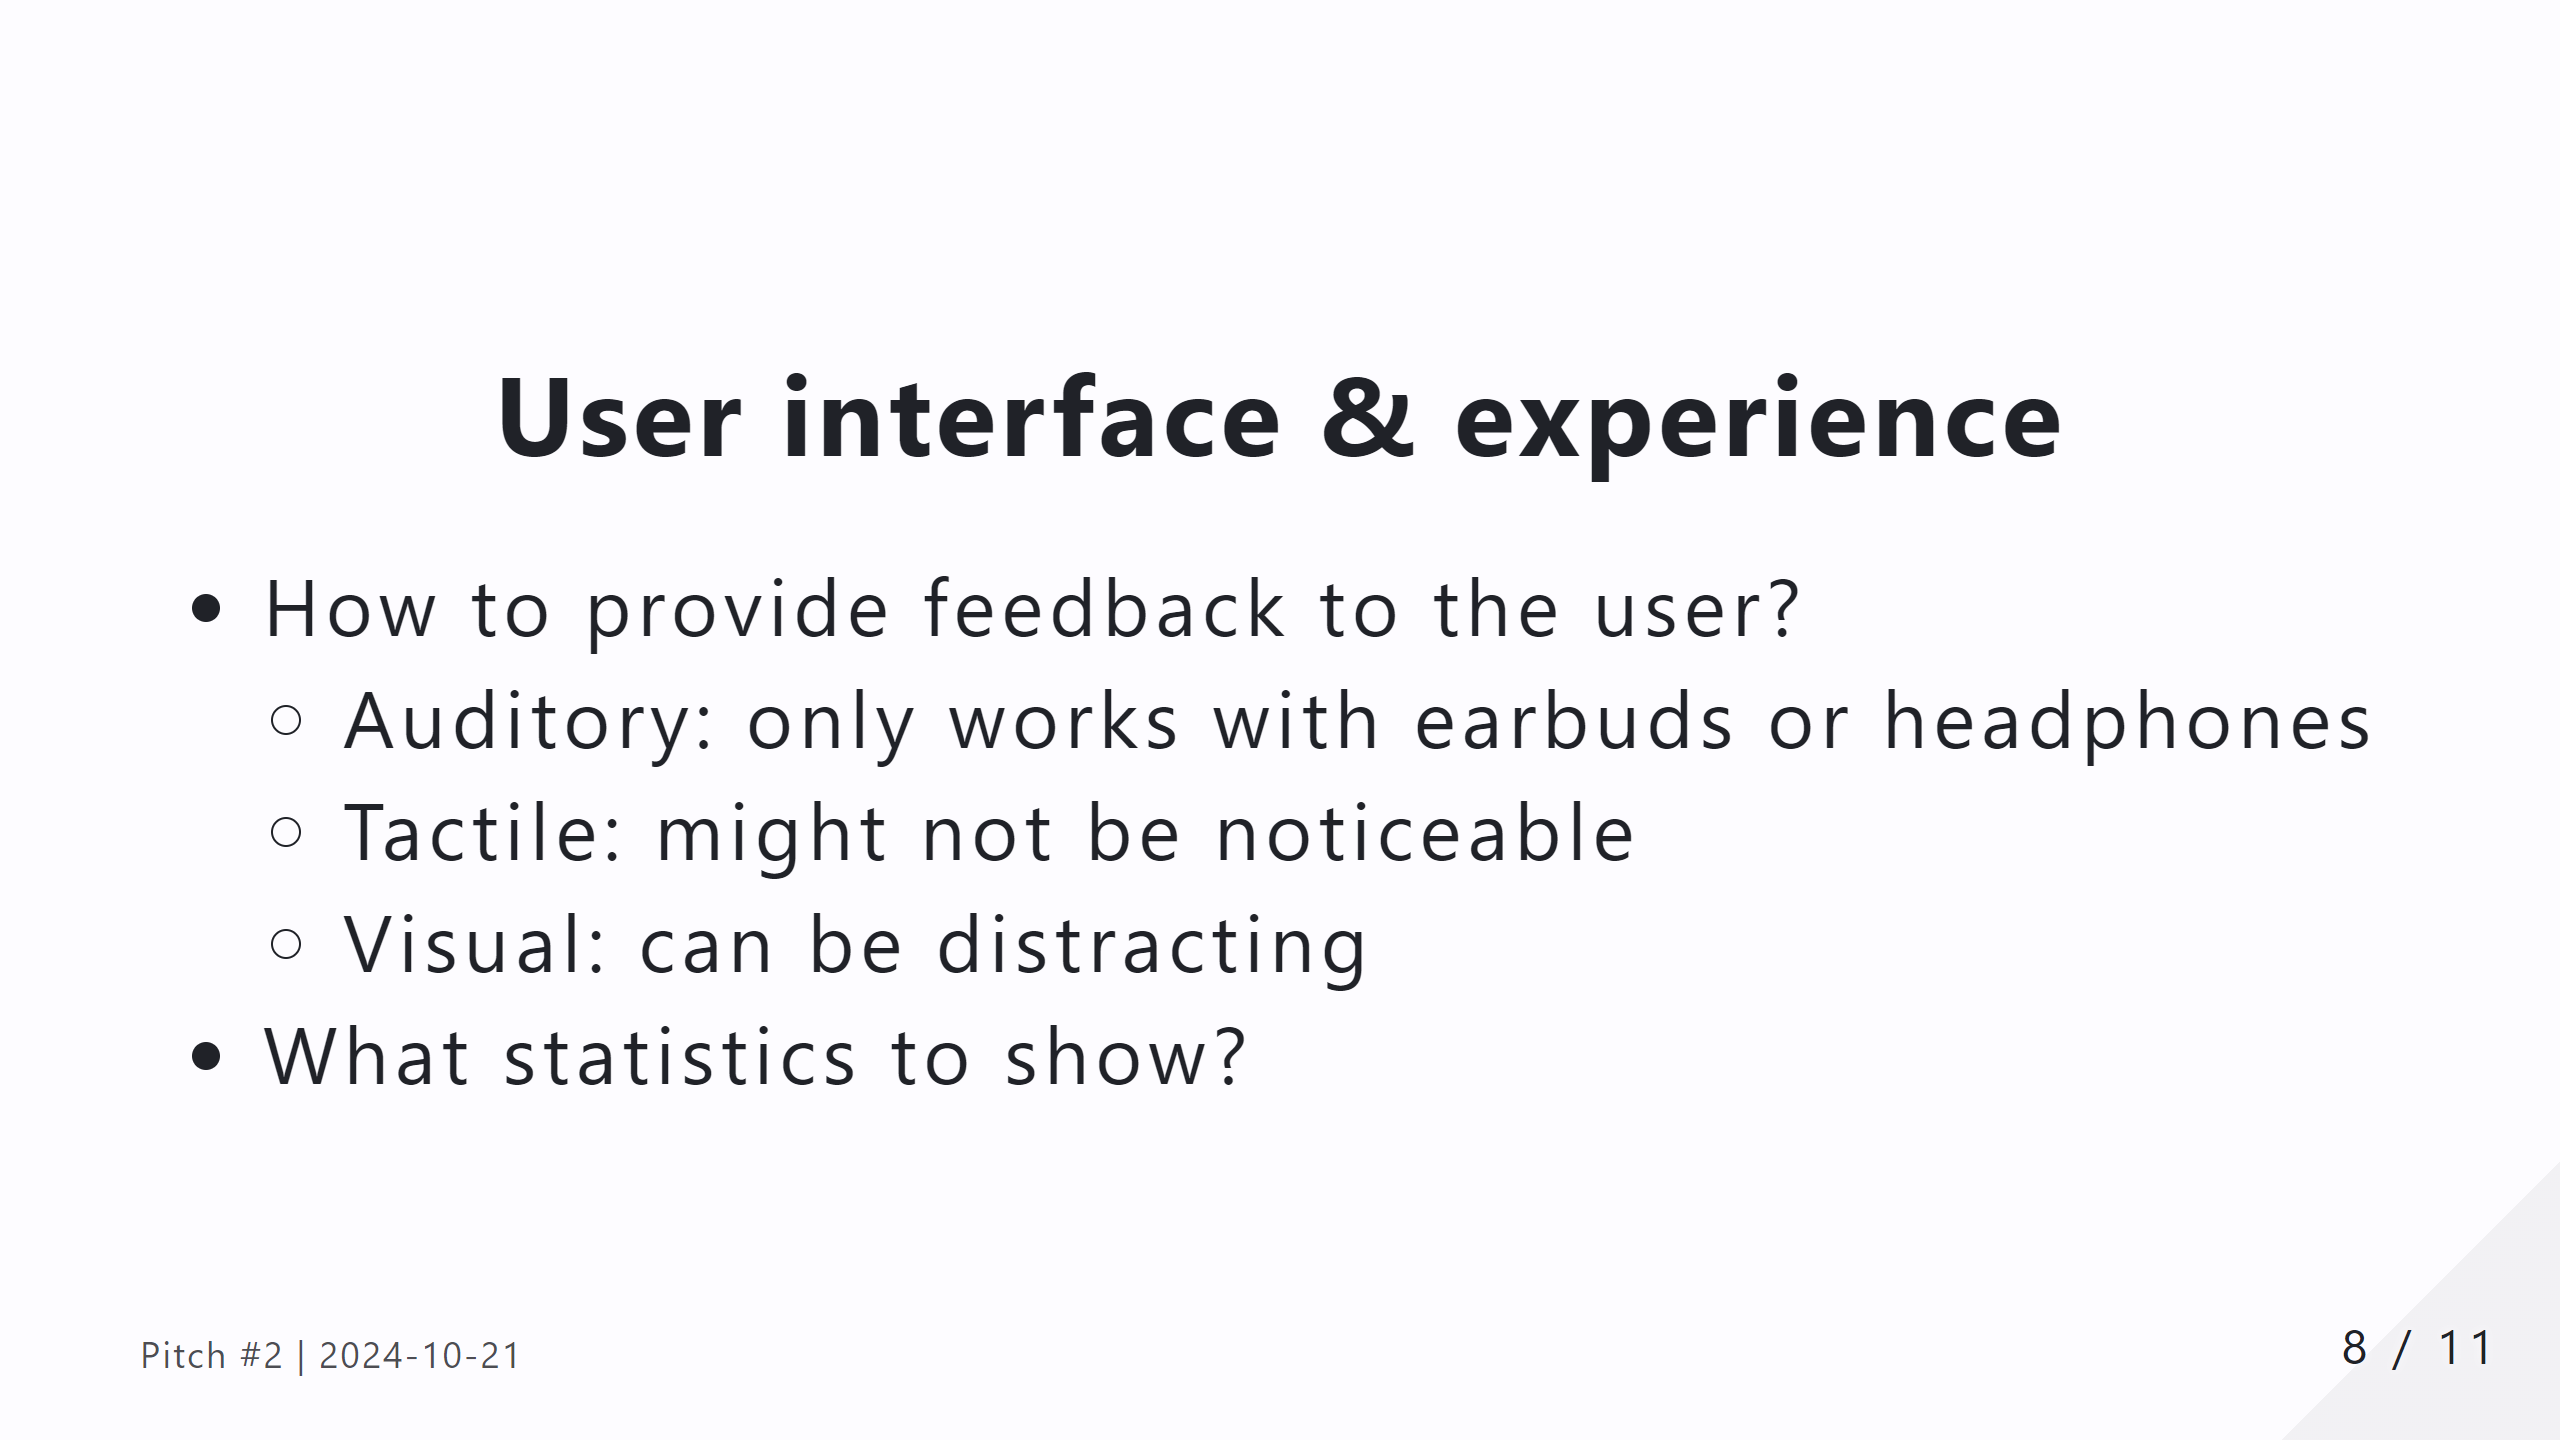 User interface & experience
• How to provide feedback to the user?
○ Auditory: only works with earbuds or headphones
○ Tactile: might not be noticeable
○ Visual: can be distracting
• What statistics to show?
Pitch #2 | 2024-10-21
8 / 11